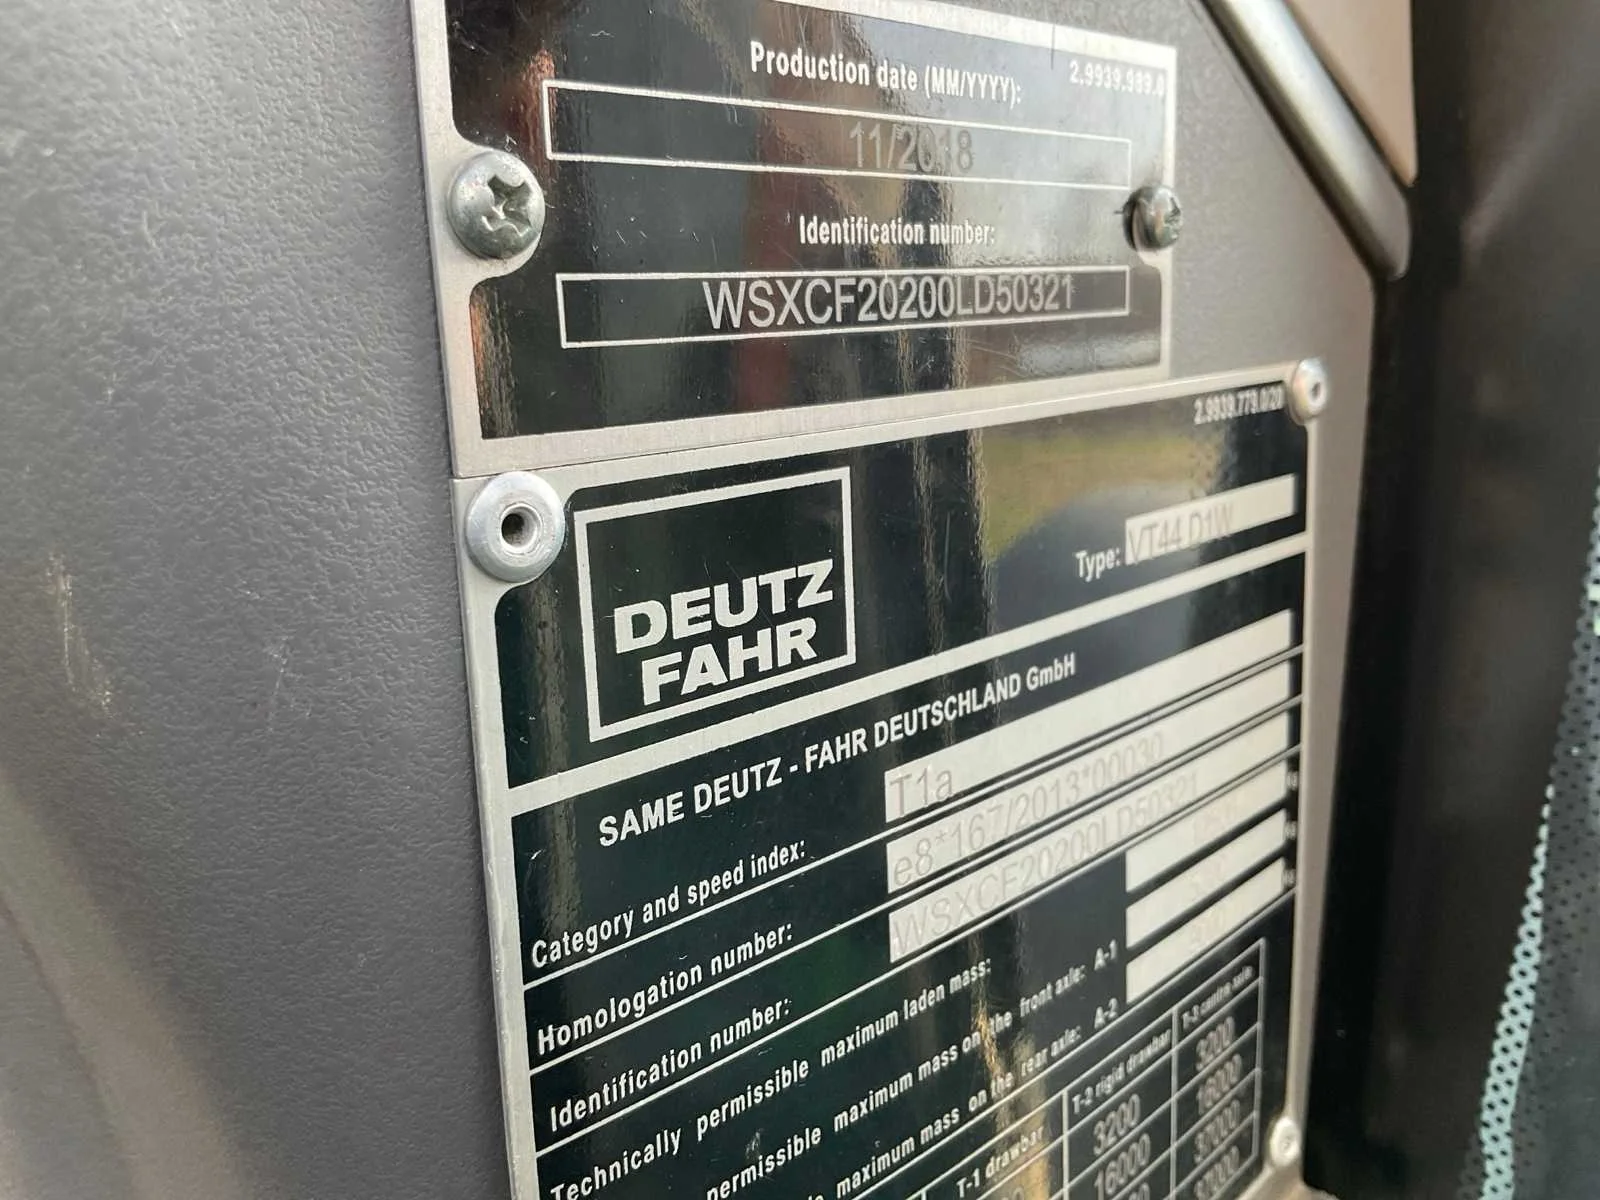 2.9939.989.0
Production date (MM/YYYY):
11/2018
Identification number:
WSXCF20200LD50321
2.9939.779.0/20
DEUTZ
FAHR
Type: VT44 D1W
SAME DEUTZ - FAHR DEUTSCHLAND GmbH
Category and speed index: T1a
Homologation number: e8*167/2013*00030
Identification number: WSXCF20200LD50321
Technically permissible maximum laden mass:
permissible maximum mass on the front axle: A-1
maximum mass on the rear axle: A-2
T-1 drawbar T-2 rigid drawbar T-3 centre axle
3200 3200
16000 16000